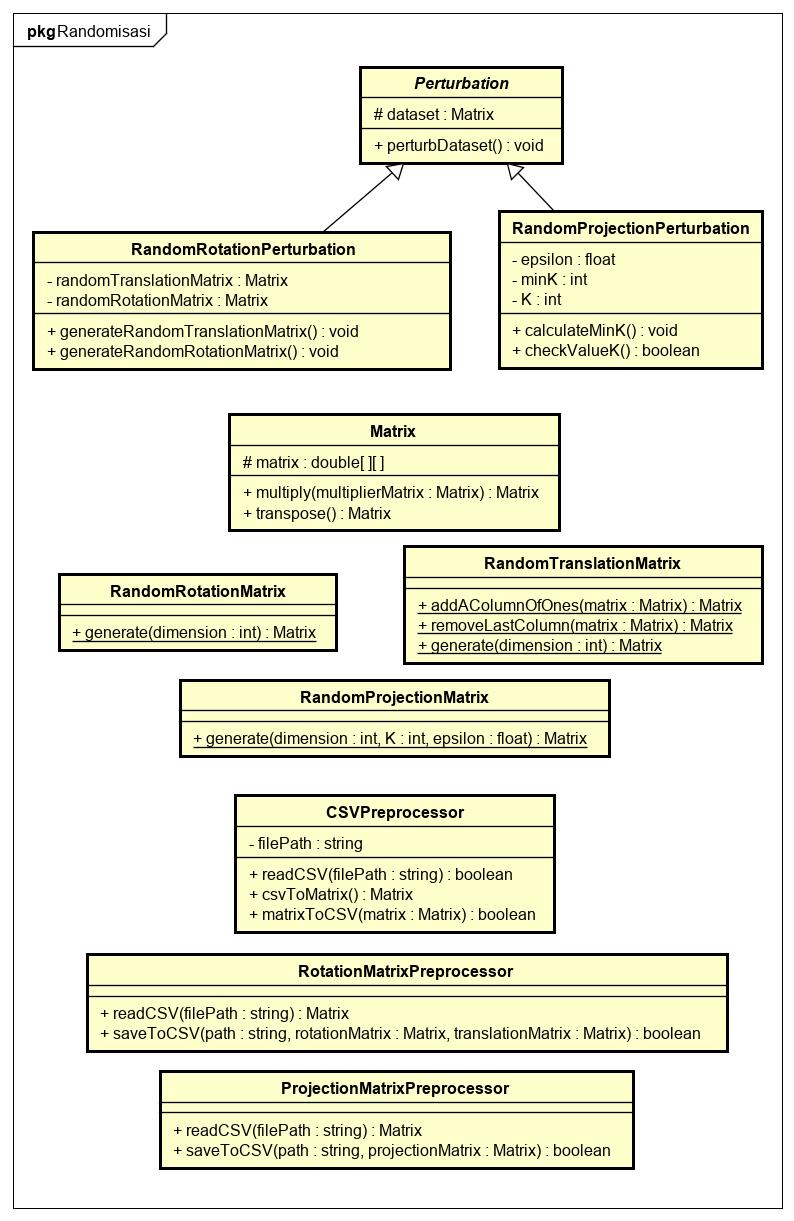 pkg Randomisasi
Perturbation
# dataset : Matrix
+ perturbDataset() : void
RandomRotationPerturbation
- randomTranslationMatrix : Matrix
- randomRotationMatrix : Matrix
+ generateRandomTranslationMatrix() : void
+ generateRandomRotationMatrix() : void
RandomProjectionPerturbation
- epsilon : float
- minK : int
- K : int
+ calculateMinK() : void
+ checkValueK() : boolean
Matrix
# matrix : double[ ][ ]
+ multiply(multiplierMatrix : Matrix) : Matrix
+ transpose() : Matrix
RandomRotationMatrix
+ generate(dimension : int) : Matrix
RandomTranslationMatrix
+ addAColumnOfOnes(matrix : Matrix) : Matrix
+ removeLastColumn(matrix : Matrix) : Matrix
+ generate(dimension : int) : Matrix
RandomProjectionMatrix
+ generate(dimension : int, K : int, epsilon : float) : Matrix
CSVPreprocessor
- filePath : string
+ readCSV(filePath : string) : boolean
+ csvToMatrix() : Matrix
+ matrixToCSV(matrix : Matrix) : boolean
RotationMatrixPreprocessor
+ readCSV(filePath : string) : Matrix
+ saveToCSV(path : string, rotationMatrix : Matrix, translationMatrix : Matrix) : boolean
ProjectionMatrixPreprocessor
+ readCSV(filePath : string) : Matrix
+ saveToCSV(path : string, projectionMatrix : Matrix) : boolean